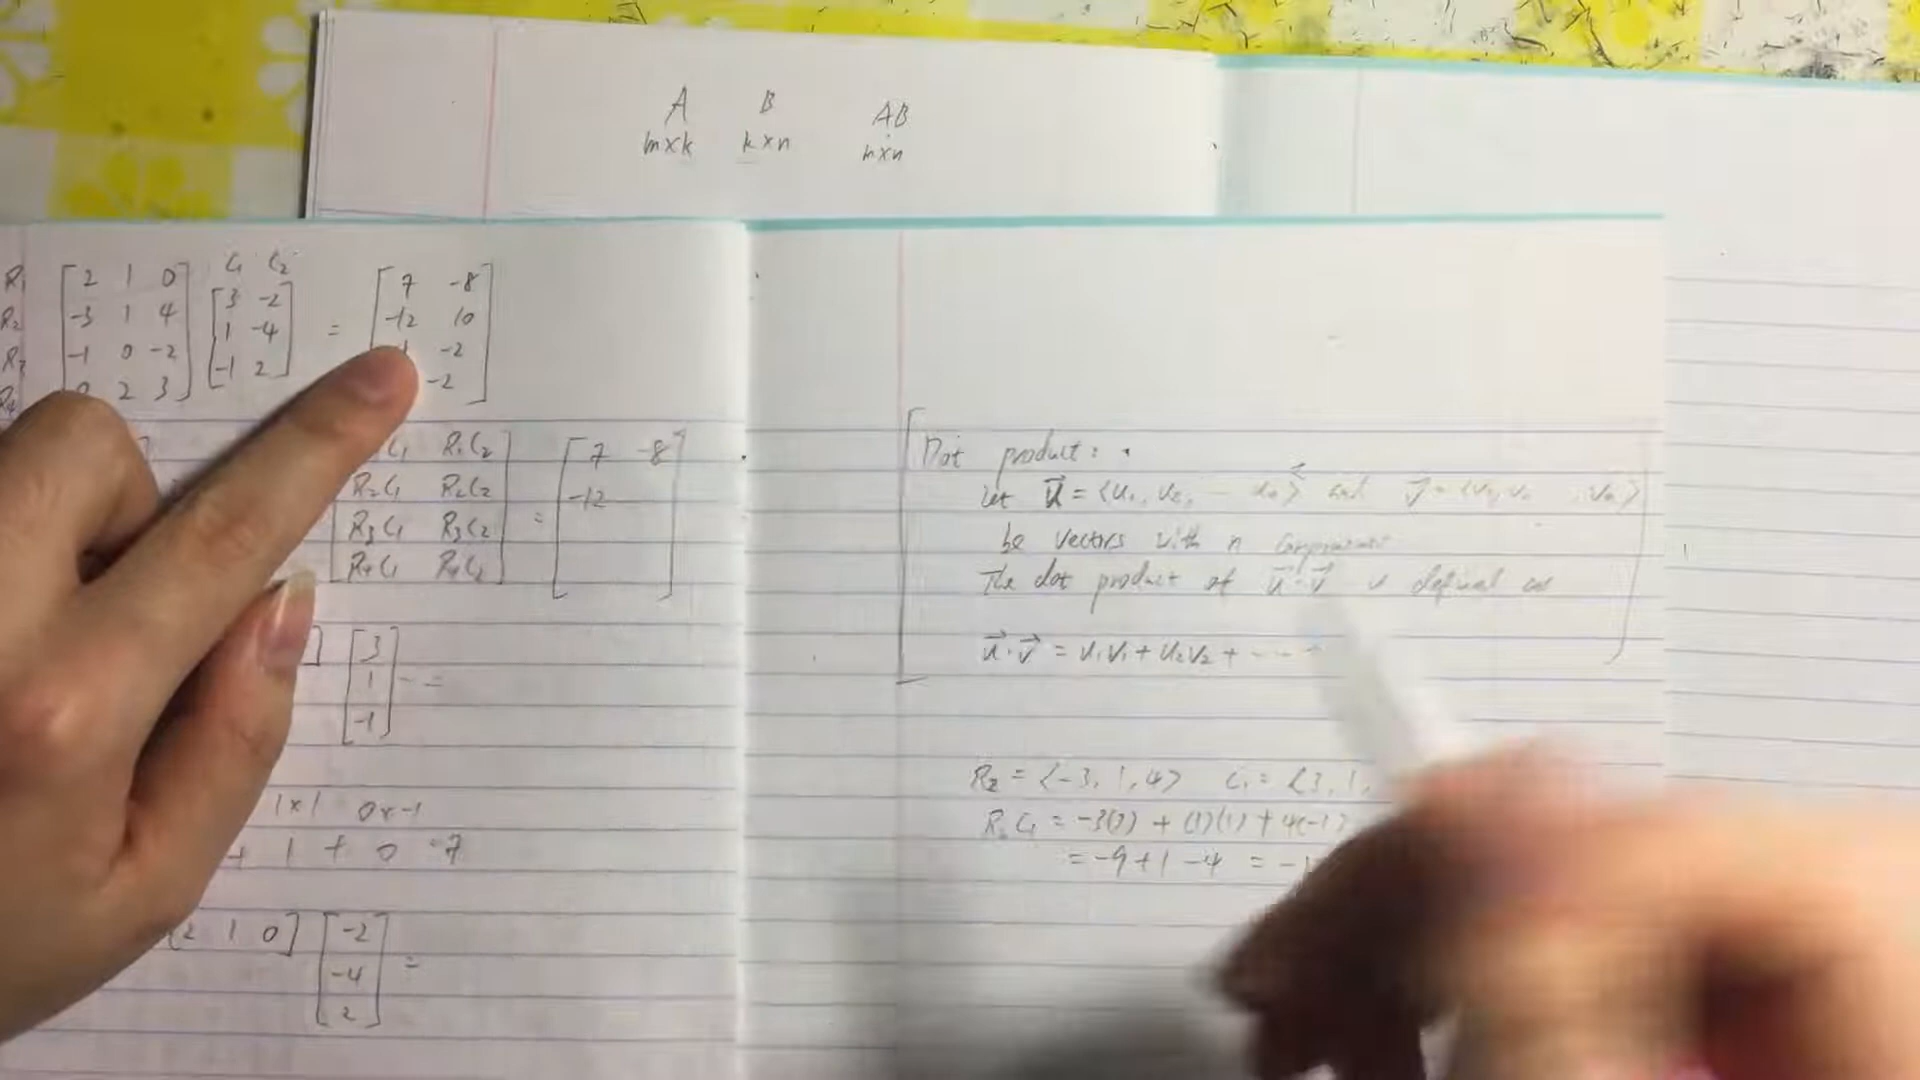 A B AB
m×k k×n m×n
C₁ C₂
R₁ 2 1 0 3 -2 7 -8
R₂ -3 1 4 1 -4 = -12 10
-1 0 -2 -1 2 -2
2 3 -2
R₁C₂ 7 -8
R₂C₁ R₂C₂ -12
R₃C₁ R₃C₂ =
R₄C₁ R₄C₂
3
1 =
-1
1×1 0×-1
+ 1 + 0 = 7
2 1 0 -2
-4 =
2
Dot product:
Let u⃗ = ⟨u₁, u₂, and
be vectors with n
The dot product of u⃗·v⃗ defined as
u⃗·v⃗ = u₁v₁ + u₂v₂ +
R₂ = ⟨-3, 1, 4⟩ C₁ = ⟨3, 1,
C₁ = -3(3) + (1)(1) + 4(-1)
= -9 + 1 - 4 =